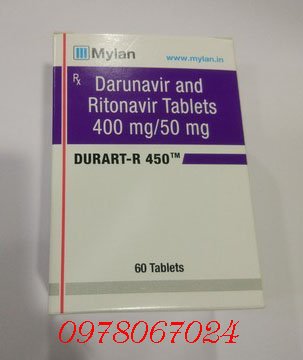 Mylan www.mylan.in
Rx Darunavir and
Ritonavir Tablets
400 mg/50 mg
DURART-R 450™
60 Tablets
0978067024